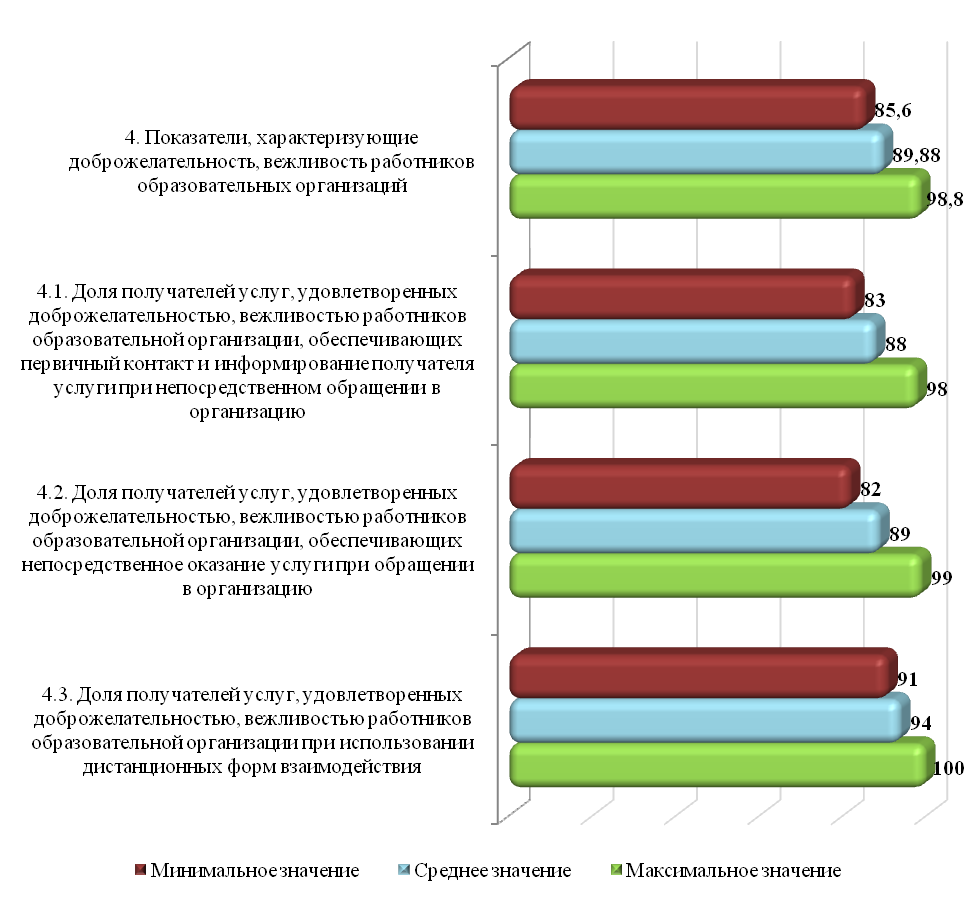 4. Показатели, характеризующие
доброжелательность, вежливость работников
образовательных организаций
85,6
89,88
98,8
4.1. Доля получателей услуг, удовлетворенных
доброжелательностью, вежливостью работников
образовательной организации, обеспечивающих
первичный контакт и информирование получателя
услуги при непосредственном обращении в
организацию
83
88
98
4.2. Доля получателей услуг, удовлетворенных
доброжелательностью, вежливостью работников
образовательной организации, обеспечивающих
непосредственное оказание услуги при обращении
в организацию
82
89
99
4.3. Доля получателей услуг, удовлетворенных
доброжелательностью, вежливостью работников
образовательной организации при использовании
дистанционных форм взаимодействия
91
94
100
Минимальное значение Среднее значение Максимальное значение